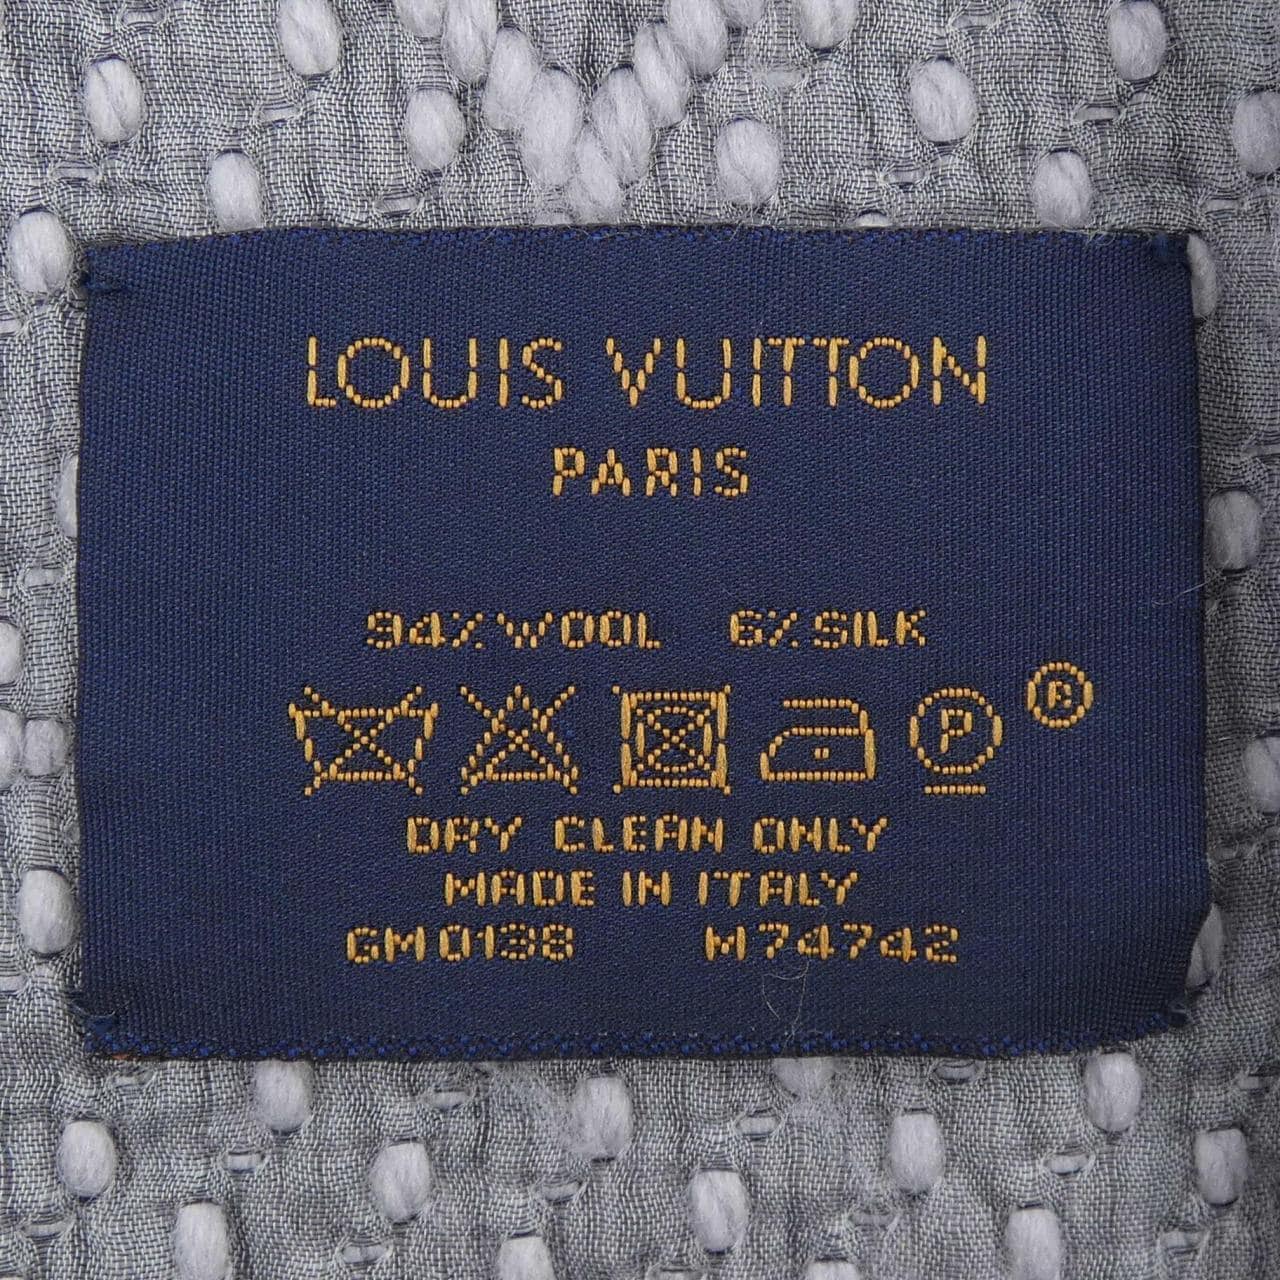 LOUIS VUITTON
PARIS
94% WOOL 6% SILK
P ®
DRY CLEAN ONLY
MADE IN ITALY
GM0138 M74742